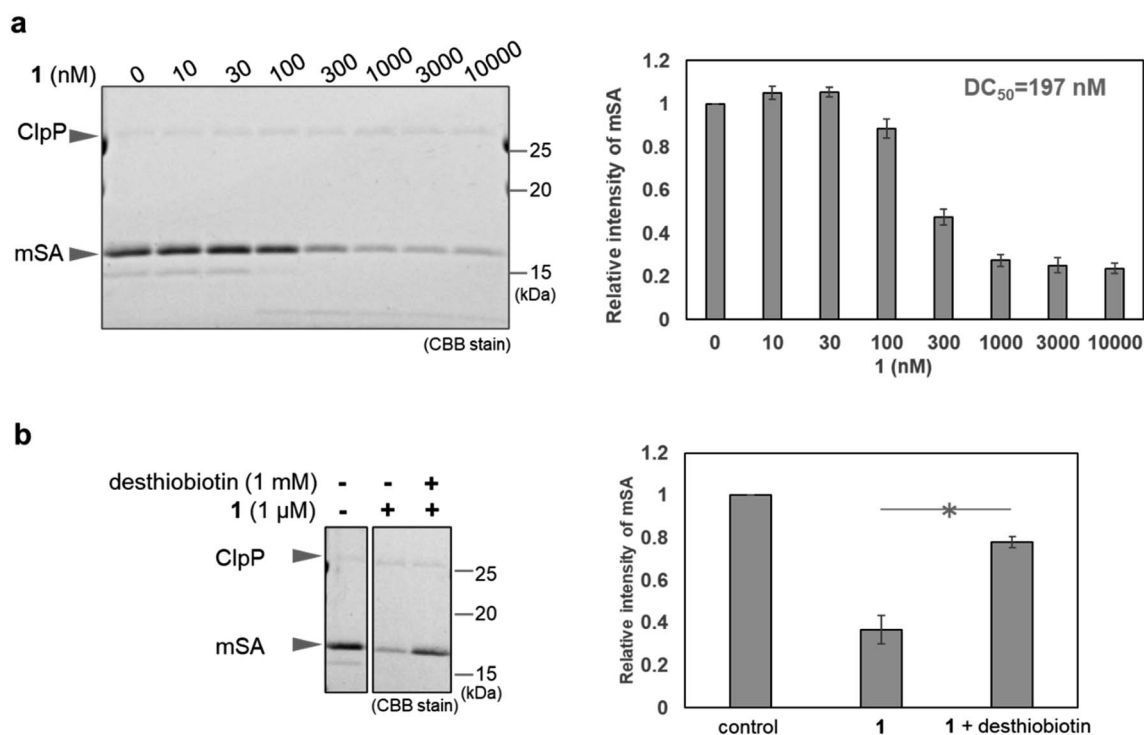 a
1 (nM) 0 10 30 100 300 1000 3000 10000
ClpP
25
20
mSA
15
(kDa)
(CBB stain)
Relative intensity of mSA
1.2
1
0.8
0.6
0.4
0.2
0
DC50=197 nM
0 10 30 100 300 1000 3000 10000
1 (nM)
b
desthiobiotin (1 mM) - - +
1 (1 µM) - + +
ClpP
25
20
mSA
15
(kDa)
(CBB stain)
Relative intensity of mSA
1.2
1
0.8
0.6
0.4
0.2
0
*
control 1 1 + desthiobiotin